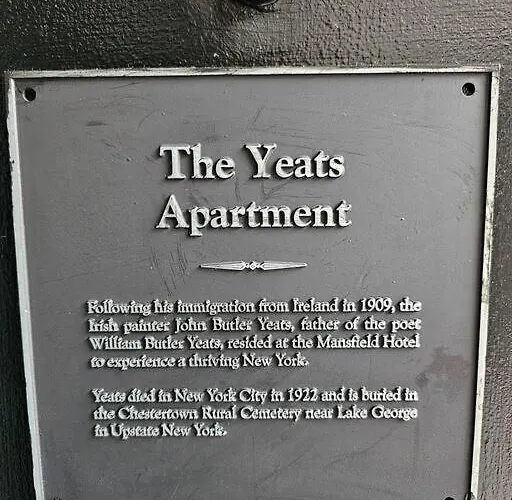 The Yeats
Apartment
Following his immigration from Ireland in 1909, the
Irish painter John Butler Yeats, father of the poet
William Butler Yeats, resided at the Mansfield Hotel
to experience a thriving New York.
Yeats died in New York City in 1922 and is buried in
the Chestertown Rural Cemetery near Lake George
in Upstate New York.